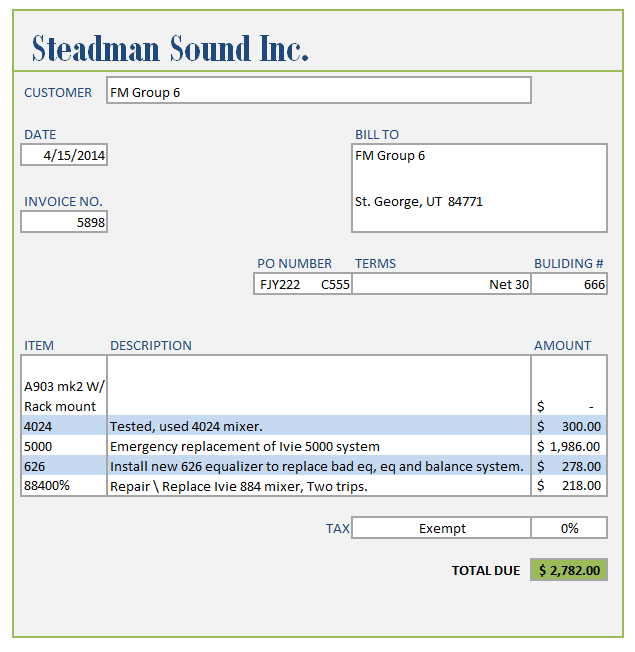 Steadman Sound Inc.
CUSTOMER FM Group 6
DATE
4/15/2014
BILL TO
FM Group 6
St. George, UT 84771
INVOICE NO.
5898
PO NUMBER TERMS BULIDING #
FJY222 C555 Net 30 666
ITEM DESCRIPTION AMOUNT
A903 mk2 W/
Rack mount $ -
4024 Tested, used 4024 mixer. $ 300.00
5000 Emergency replacement of Ivie 5000 system $ 1,986.00
626 Install new 626 equalizer to replace bad eq, eq and balance system. $ 278.00
88400% Repair \ Replace Ivie 884 mixer, Two trips. $ 218.00
TAX Exempt 0%
TOTAL DUE $ 2,782.00